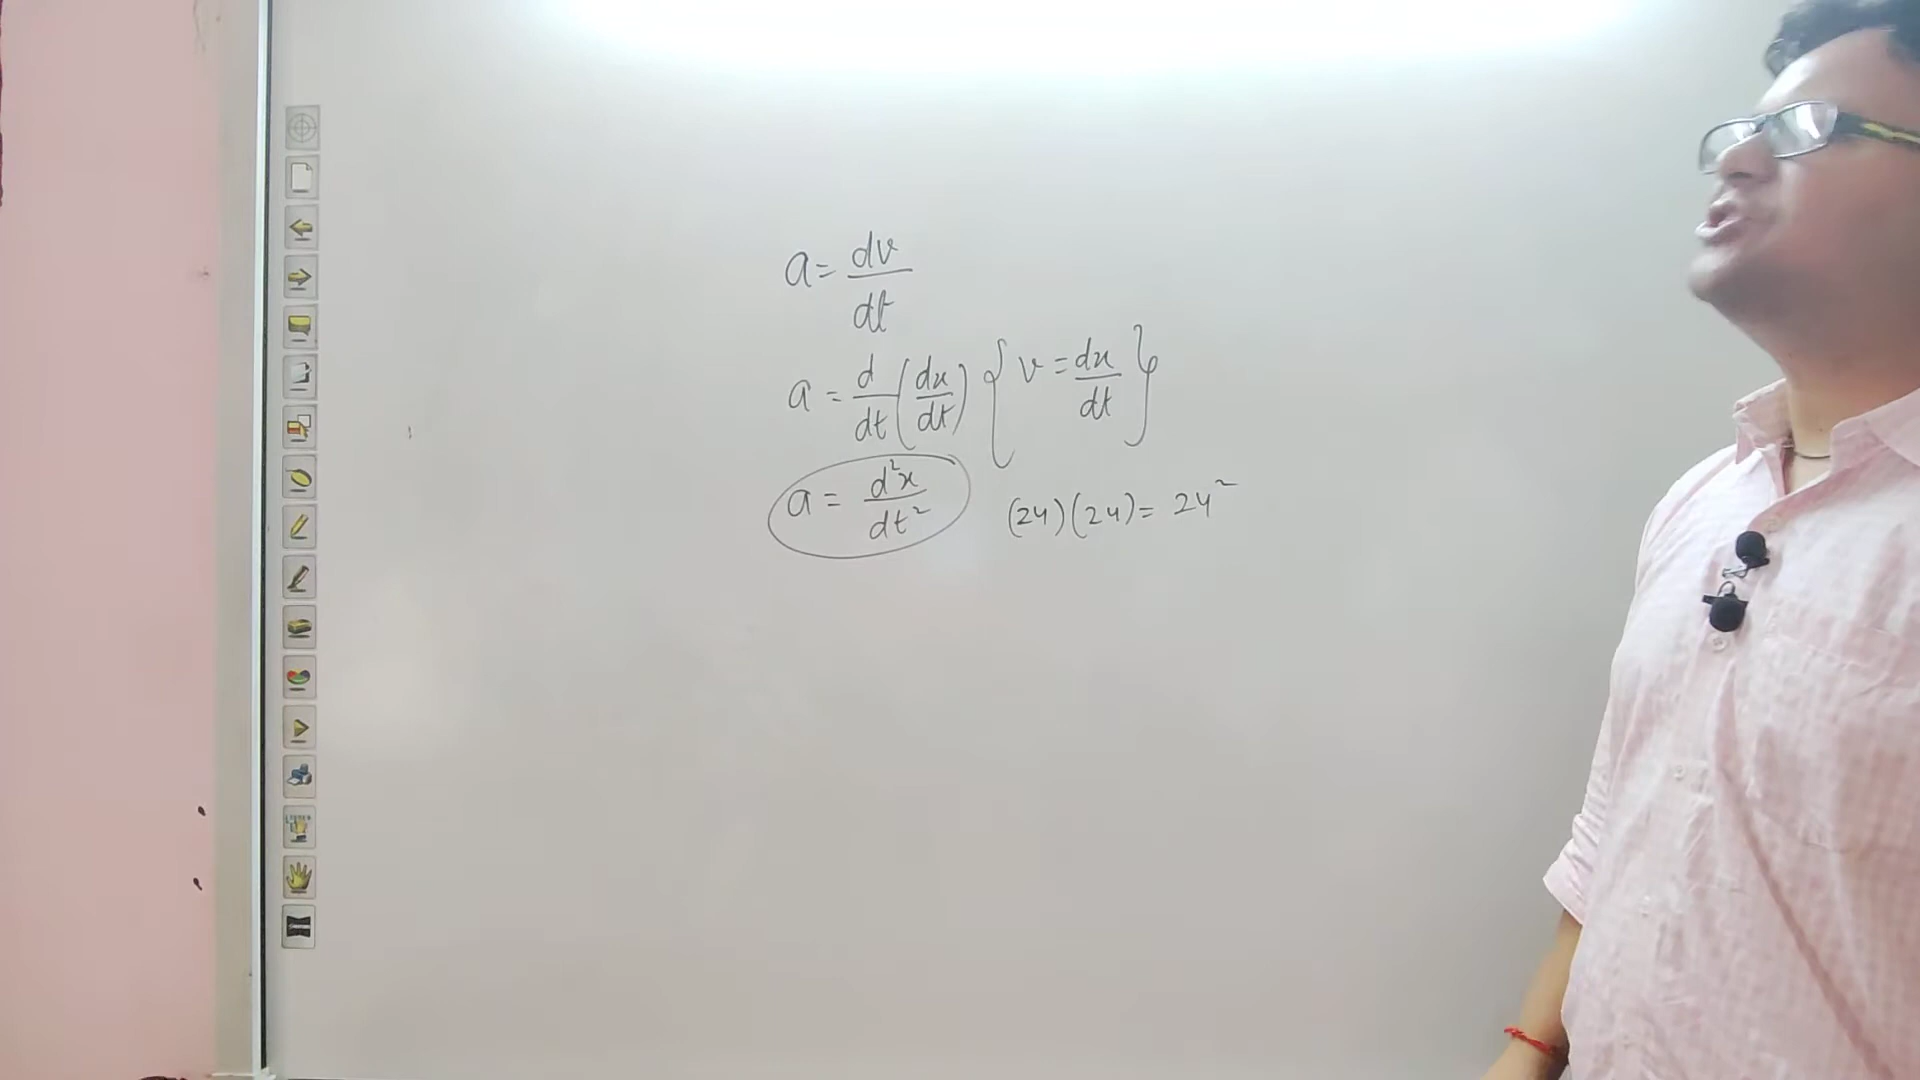 a = dv/dt
a = d/dt (dx/dt) { v = dx/dt }
a = d²x/dt²
(24)(24) = 24²